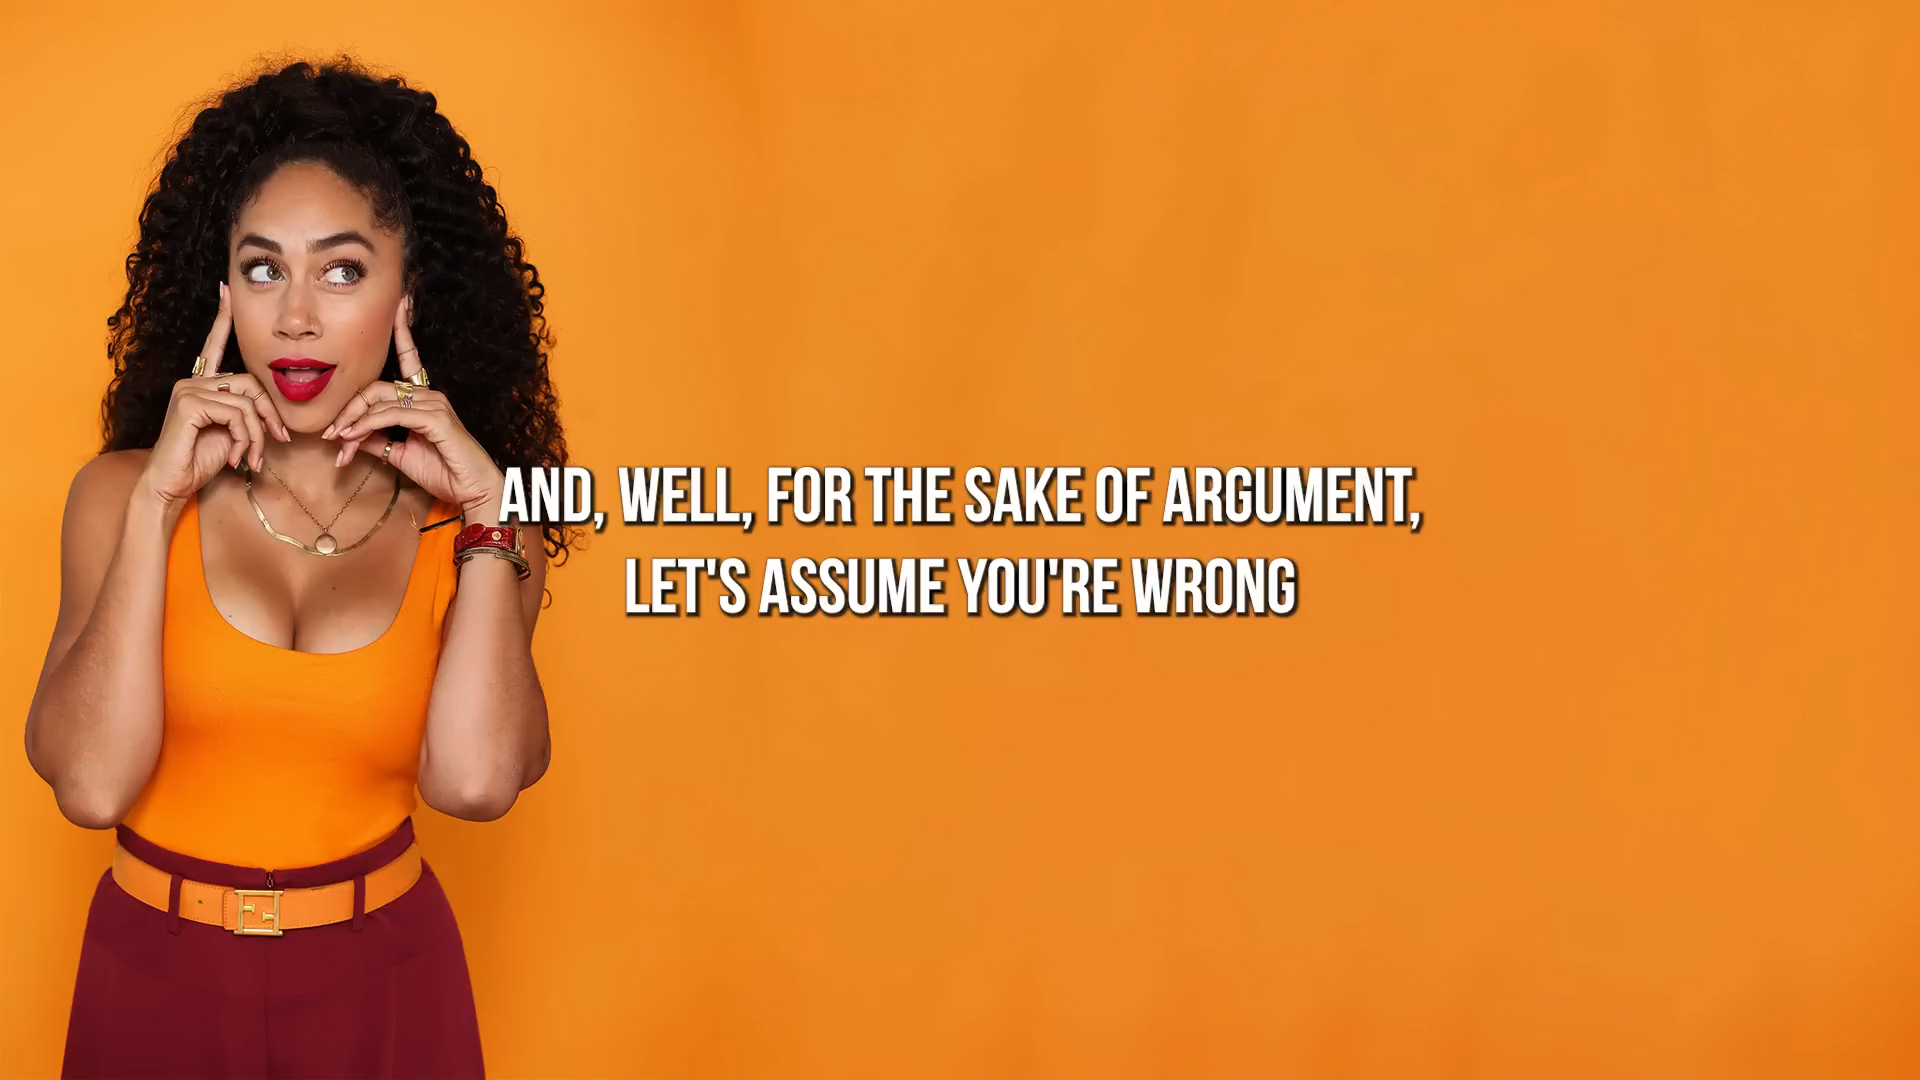 AND, WELL, FOR THE SAKE OF ARGUMENT,
LET'S ASSUME YOU'RE WRONG